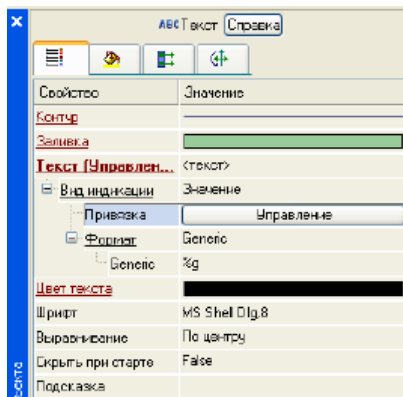 ABC Текст Справка
Свойство Значение
Контур
Заливка
Текст (Управлен... <текст>
Вид индикации Значение
Привязка Управление
Формат Generic
Generic %g
Цвет текста
Шрифт MS Shell Dlg,8
Выравнивание По центру
Скрыть при старте False
Подсказка